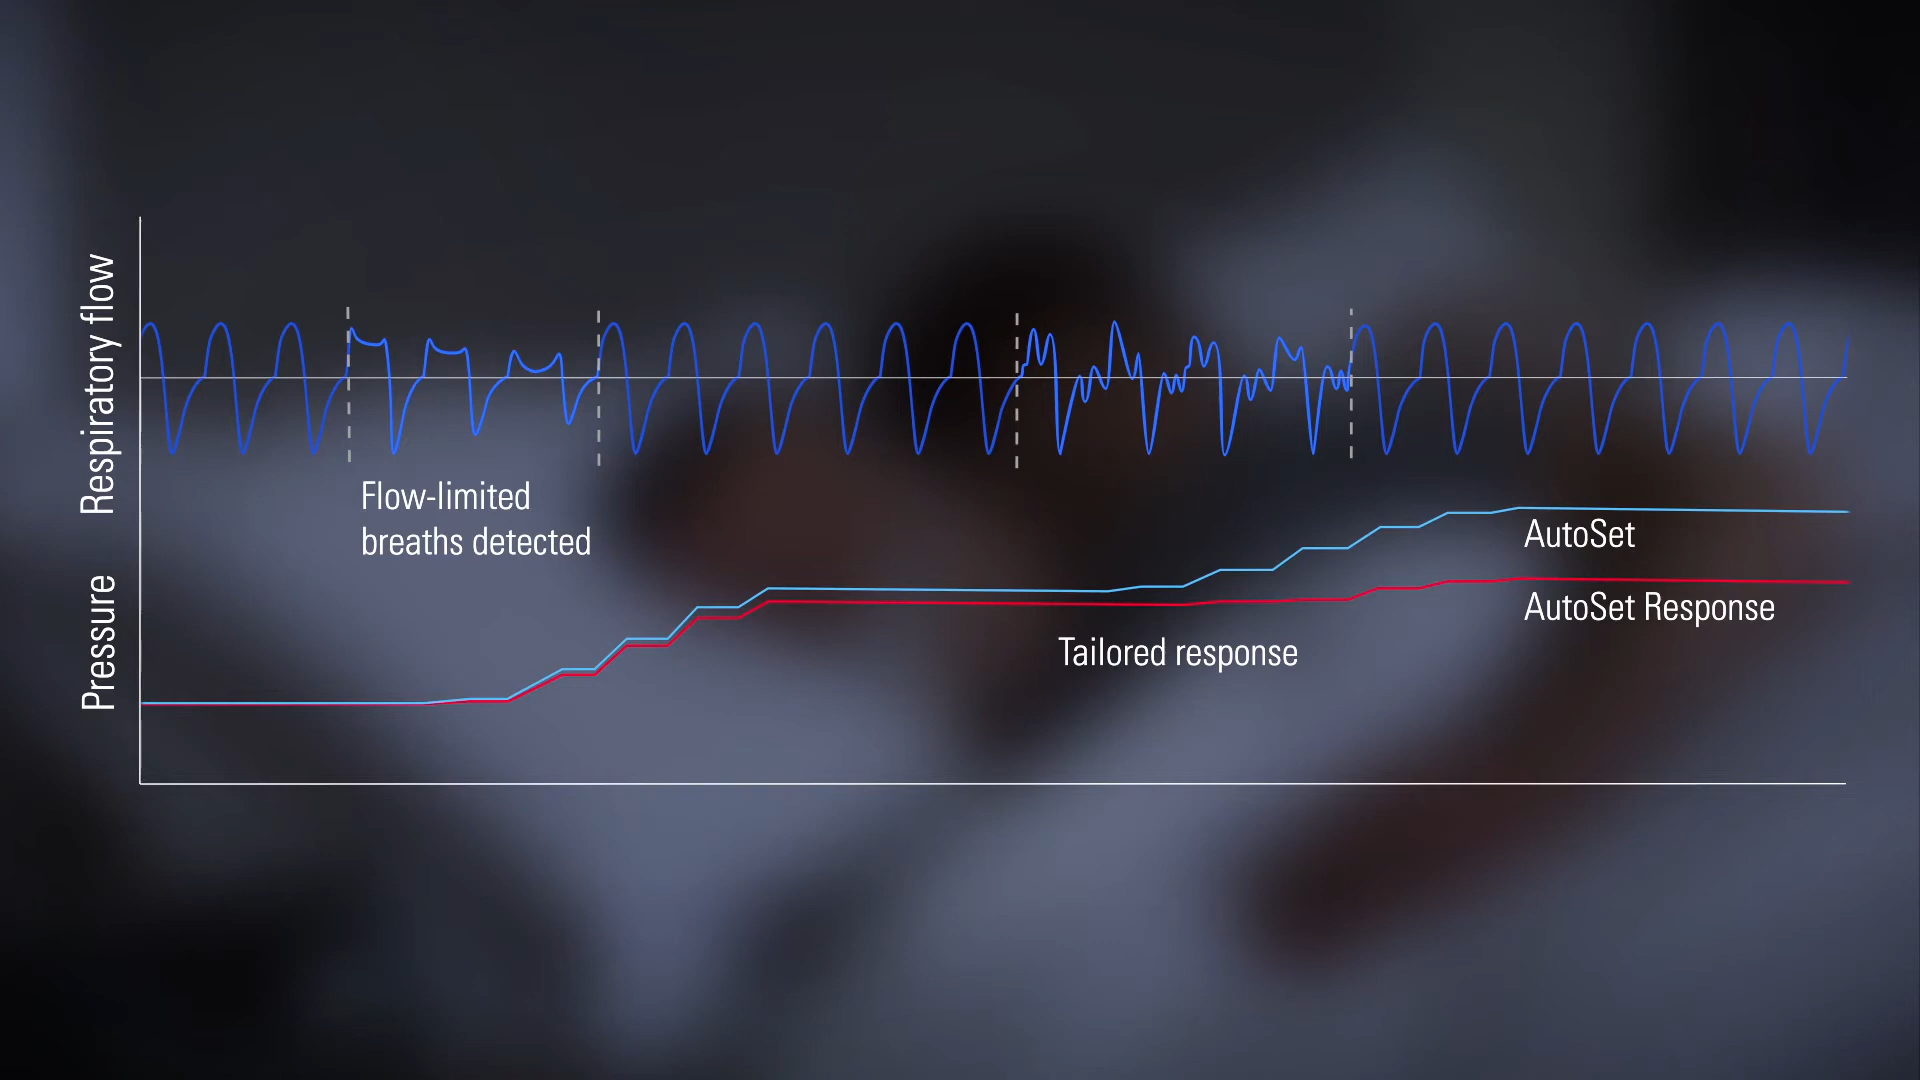 Respiratory flow
Pressure
Flow-limited
breaths detected
AutoSet
AutoSet Response
Tailored response